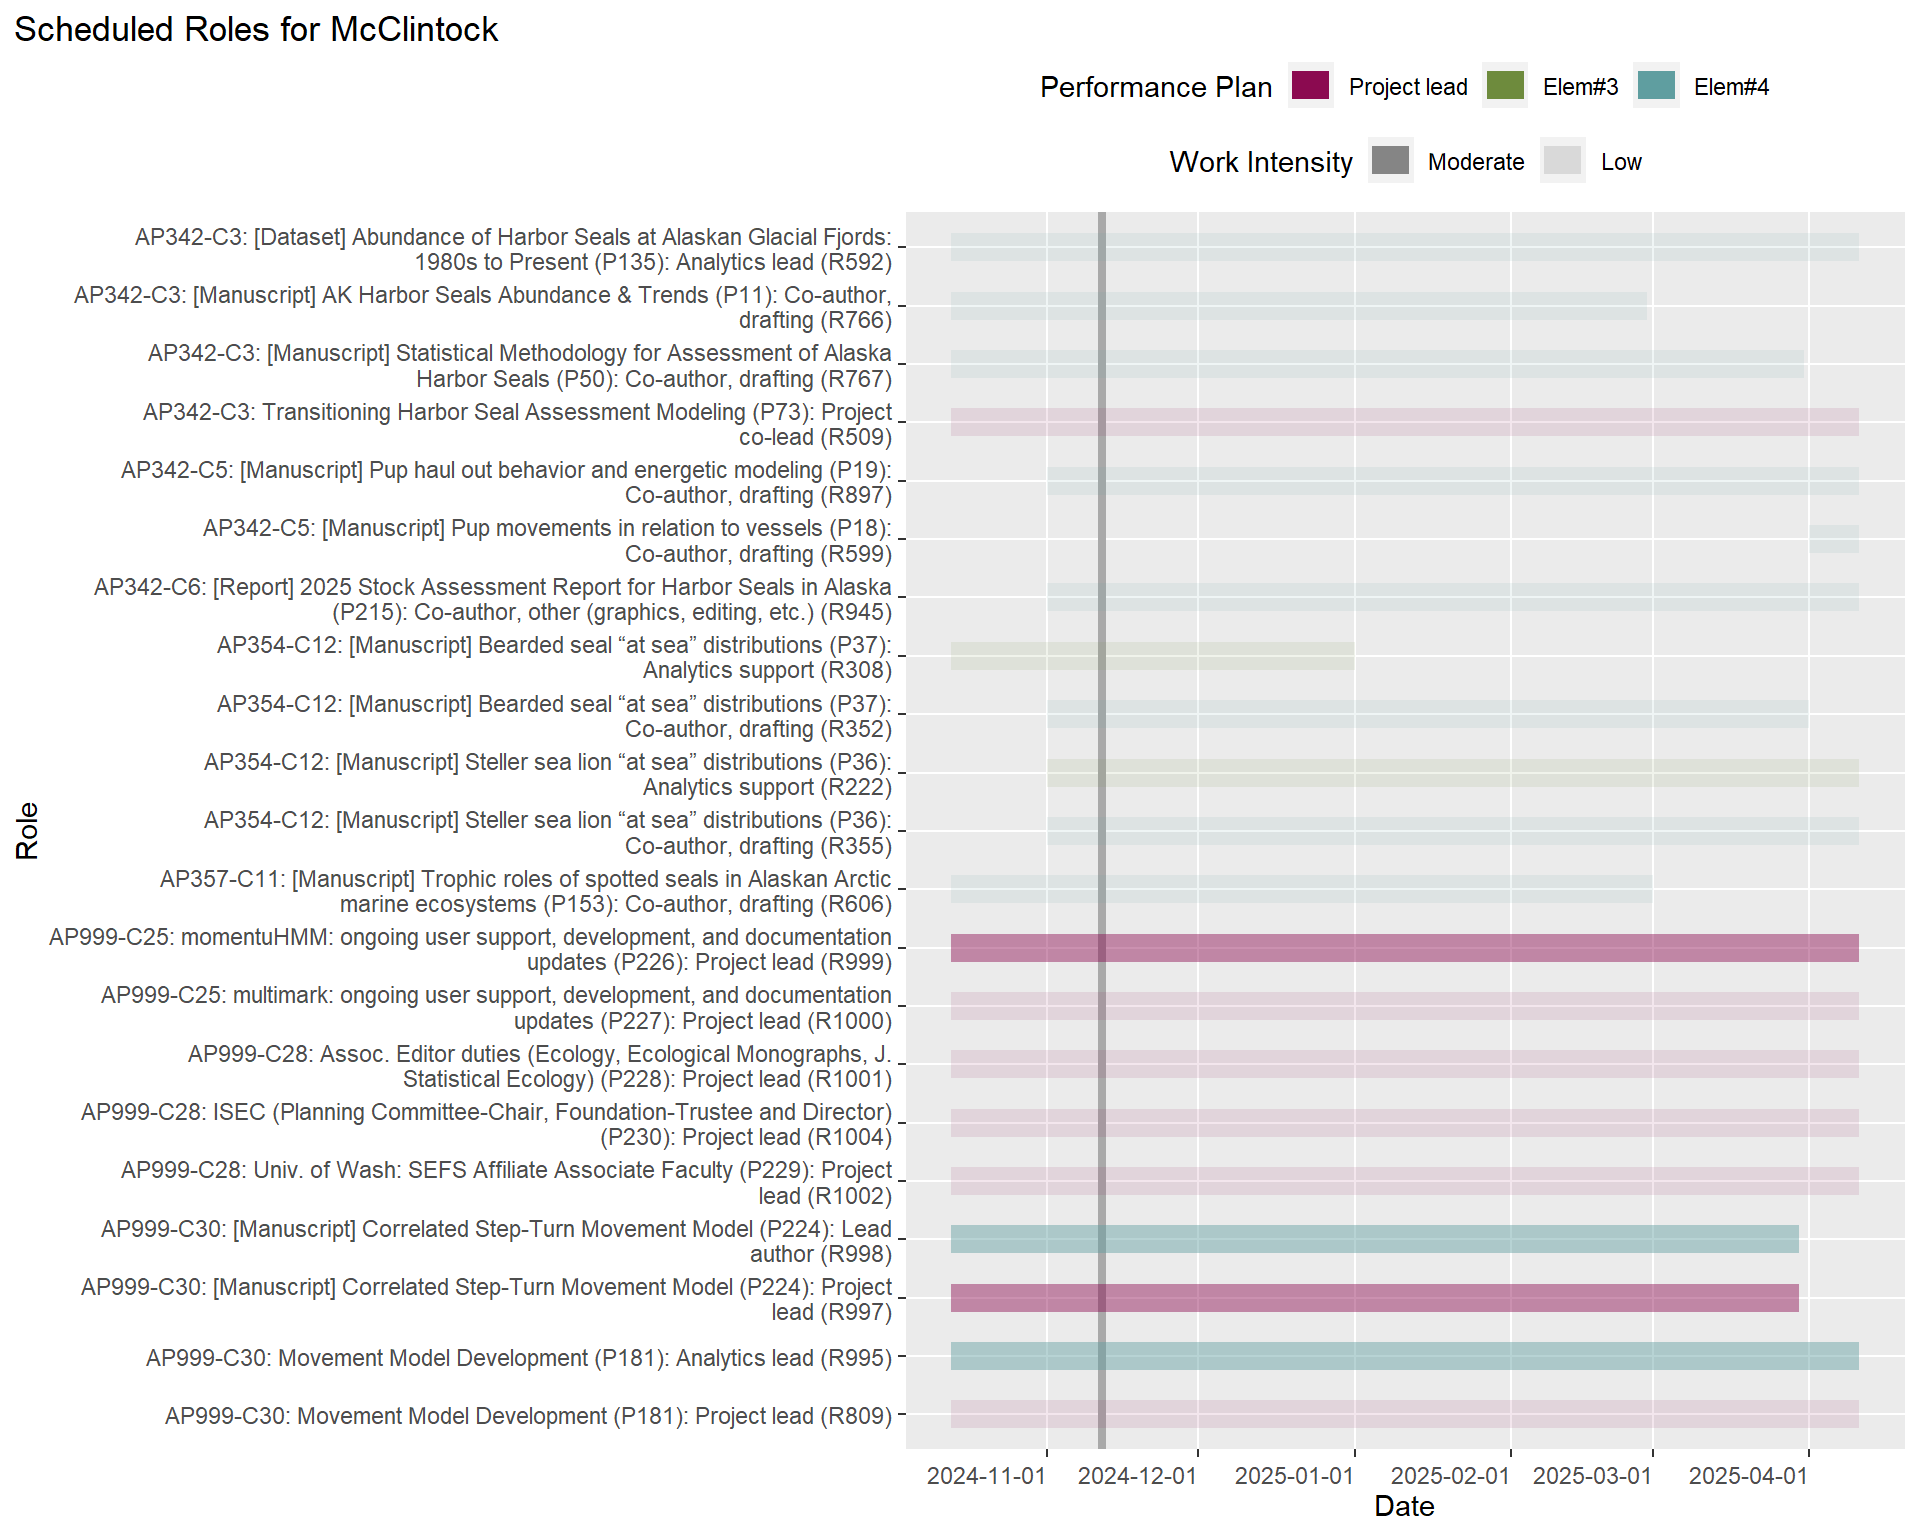 Scheduled Roles for McClintock
Performance Plan Project lead Elem#3 Elem#4
Work Intensity Moderate Low
AP342-C3: [Dataset] Abundance of Harbor Seals at Alaskan Glacial Fjords:
1980s to Present (P135): Analytics lead (R592)
AP342-C3: [Manuscript] AK Harbor Seals Abundance & Trends (P11): Co-author,
drafting (R766)
AP342-C3: [Manuscript] Statistical Methodology for Assessment of Alaska
Harbor Seals (P50): Co-author, drafting (R767)
AP342-C3: Transitioning Harbor Seal Assessment Modeling (P73): Project
co-lead (R509)
AP342-C5: [Manuscript] Pup haul out behavior and energetic modeling (P19):
Co-author, drafting (R897)
AP342-C5: [Manuscript] Pup movements in relation to vessels (P18):
Co-author, drafting (R599)
AP342-C6: [Report] 2025 Stock Assessment Report for Harbor Seals in Alaska
(P215): Co-author, other (graphics, editing, etc.) (R945)
AP354-C12: [Manuscript] Bearded seal “at sea” distributions (P37):
Analytics support (R308)
AP354-C12: [Manuscript] Bearded seal “at sea” distributions (P37):
Co-author, drafting (R352)
AP354-C12: [Manuscript] Steller sea lion “at sea” distributions (P36):
Analytics support (R222)
AP354-C12: [Manuscript] Steller sea lion “at sea” distributions (P36):
Co-author, drafting (R355)
AP357-C11: [Manuscript] Trophic roles of spotted seals in Alaskan Arctic
marine ecosystems (P153): Co-author, drafting (R606)
AP999-C25: momentuHMM: ongoing user support, development, and documentation
updates (P226): Project lead (R999)
AP999-C25: multimark: ongoing user support, development, and documentation
updates (P227): Project lead (R1000)
AP999-C28: Assoc. Editor duties (Ecology, Ecological Monographs, J.
Statistical Ecology) (P228): Project lead (R1001)
AP999-C28: ISEC (Planning Committee-Chair, Foundation-Trustee and Director)
(P230): Project lead (R1004)
AP999-C28: Univ. of Wash: SEFS Affiliate Associate Faculty (P229): Project
lead (R1002)
AP999-C30: [Manuscript] Correlated Step-Turn Movement Model (P224): Lead
author (R998)
AP999-C30: [Manuscript] Correlated Step-Turn Movement Model (P224): Project
lead (R997)
AP999-C30: Movement Model Development (P181): Analytics lead (R995)
AP999-C30: Movement Model Development (P181): Project lead (R809)
Role
2024-11-01 2024-12-01 2025-01-01 2025-02-01 2025-03-01 2025-04-01
Date